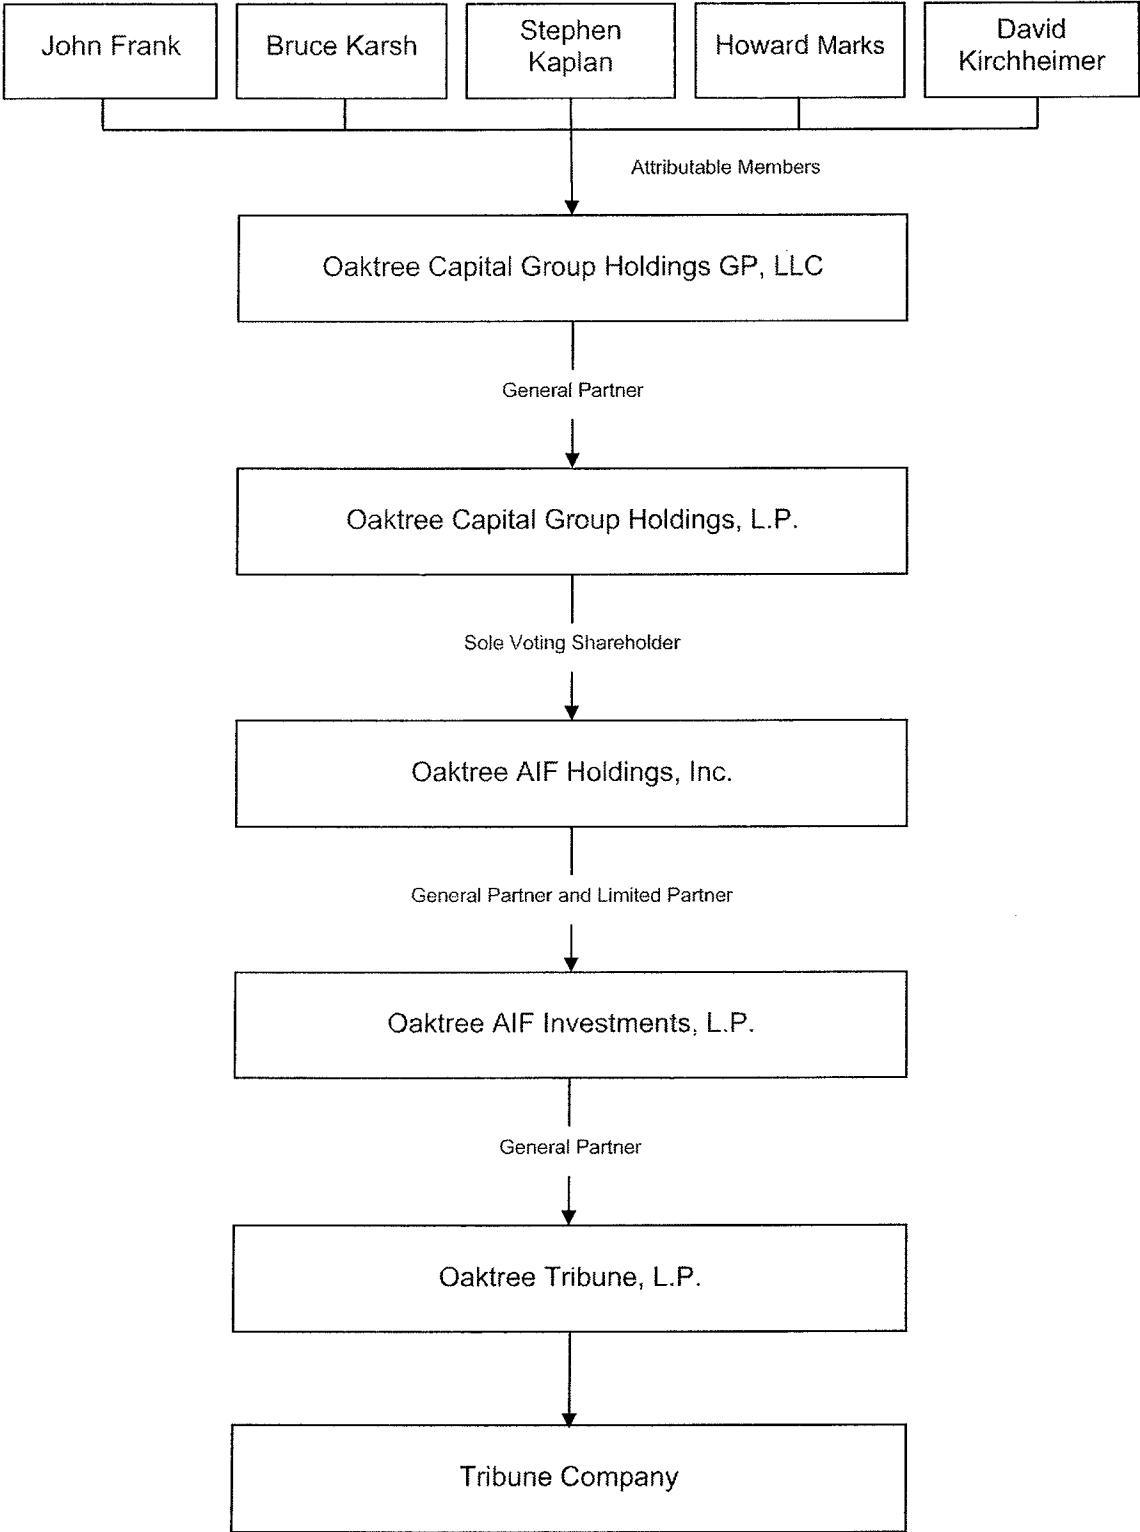 John Frank
Bruce Karsh
Stephen
Kaplan
Howard Marks
David
Kirchheimer
Attributable Members
Oaktree Capital Group Holdings GP, LLC
General Partner
Oaktree Capital Group Holdings, L.P.
Sole Voting Shareholder
Oaktree AIF Holdings, Inc.
General Partner and Limited Partner
Oaktree AIF Investments, L.P.
General Partner
Oaktree Tribune, L.P.
Tribune Company